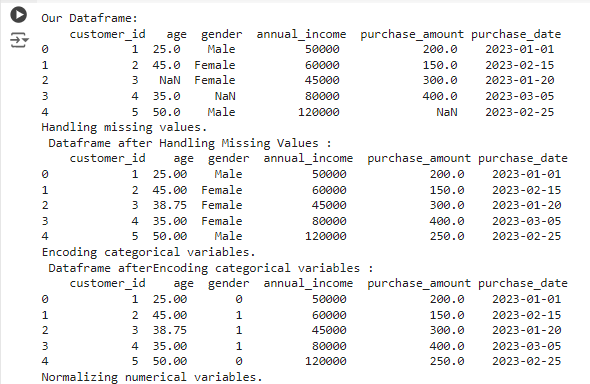 Our Dataframe:
   customer_id   age  gender  annual_income  purchase_amount purchase_date
0            1  25.0    Male          50000            200.0    2023-01-01
1            2  45.0  Female          60000            150.0    2023-02-15
2            3   NaN  Female          45000            300.0    2023-01-20
3            4  35.0     NaN          80000            400.0    2023-03-05
4            5  50.0    Male         120000              NaN    2023-02-25
Handling missing values.
 Dataframe after Handling Missing Values :
   customer_id    age  gender  annual_income  purchase_amount purchase_date
0            1  25.00    Male          50000            200.0    2023-01-01
1            2  45.00  Female          60000            150.0    2023-02-15
2            3  38.75  Female          45000            300.0    2023-01-20
3            4  35.00  Female          80000            400.0    2023-03-05
4            5  50.00    Male         120000            250.0    2023-02-25
Encoding categorical variables.
 Dataframe afterEncoding categorical variables :
   customer_id    age  gender  annual_income  purchase_amount purchase_date
0            1  25.00       0          50000            200.0    2023-01-01
1            2  45.00       1          60000            150.0    2023-02-15
2            3  38.75       1          45000            300.0    2023-01-20
3            4  35.00       1          80000            400.0    2023-03-05
4            5  50.00       0         120000            250.0    2023-02-25
Normalizing numerical variables.